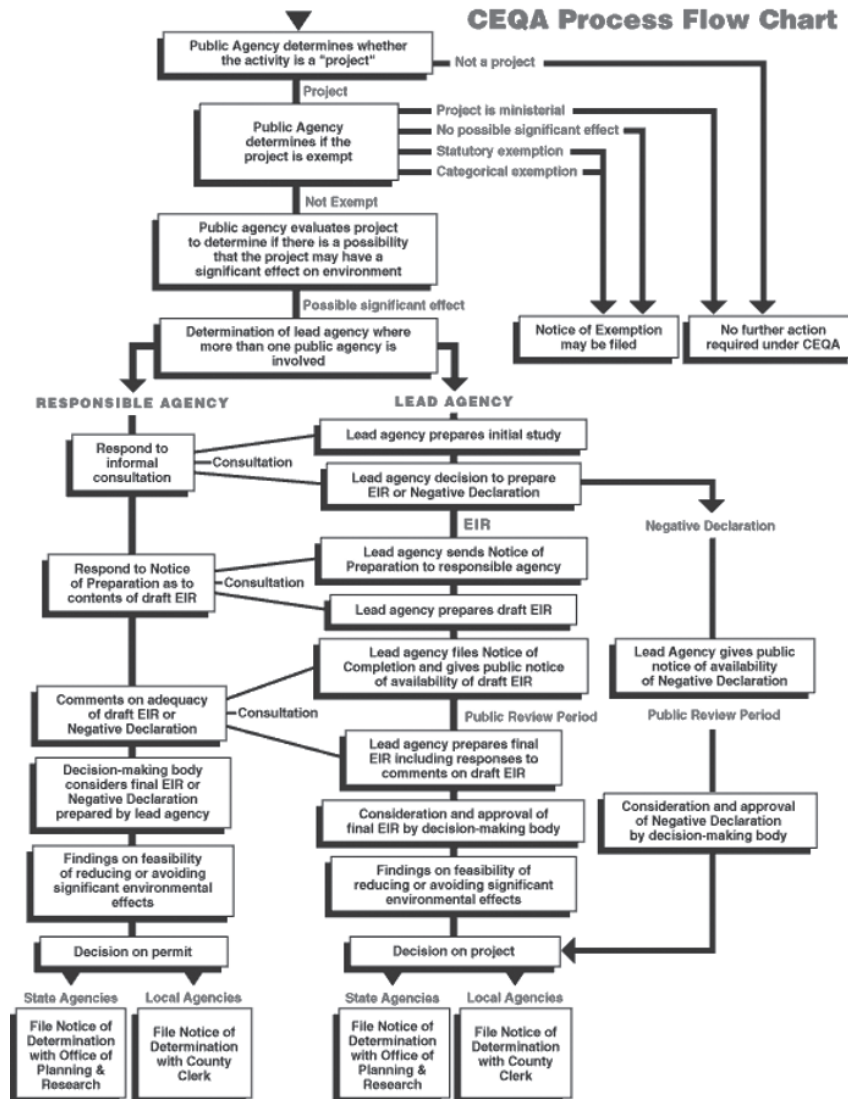 CEQA Process Flow Chart
Public Agency determines whether
the activity is a "project"
Not a project
Project
Public Agency
determines if the
project is exempt
Project is ministerial
No possible significant effect
Statutory exemption
Categorical exemption
Not Exempt
Public agency evaluates project
to determine if there is a possibility
that the project may have a
significant effect on environment
Possible significant effect
Determination of lead agency where
more than one public agency is
involved
Notice of Exemption
may be filed
No further action
required under CEQA
RESPONSIBLE AGENCY
LEAD AGENCY
Respond to
informal
consultation
Consultation
Lead agency prepares initial study
Lead agency decision to prepare
EIR or Negative Declaration
EIR
Negative Declaration
Respond to Notice
of Preparation as to
contents of draft EIR
Consultation
Lead agency sends Notice of
Preparation to responsible agency
Lead agency prepares draft EIR
Lead agency files Notice of
Completion and gives public notice
of availability of draft EIR
Lead Agency gives public
notice of availability
of Negative Declaration
Comments on adequacy
of draft EIR or
Negative Declaration
Consultation
Public Review Period
Public Review Period
Lead agency prepares final
EIR including responses to
comments on draft EIR
Decision-making body
considers final EIR or
Negative Declaration
prepared by lead agency
Consideration and approval of
final EIR by decision-making body
Consideration and approval
of Negative Declaration
by decision-making body
Findings on feasibility
of reducing or avoiding
significant environmental
effects
Findings on feasibility of
reducing or avoiding significant
environmental effects
Decision on permit
Decision on project
State Agencies
Local Agencies
State Agencies
Local Agencies
File Notice of
Determination
with Office of
Planning &
Research
File Notice of
Determination
with County
Clerk
File Notice of
Determination
with Office of
Planning &
Research
File Notice of
Determination
with County
Clerk